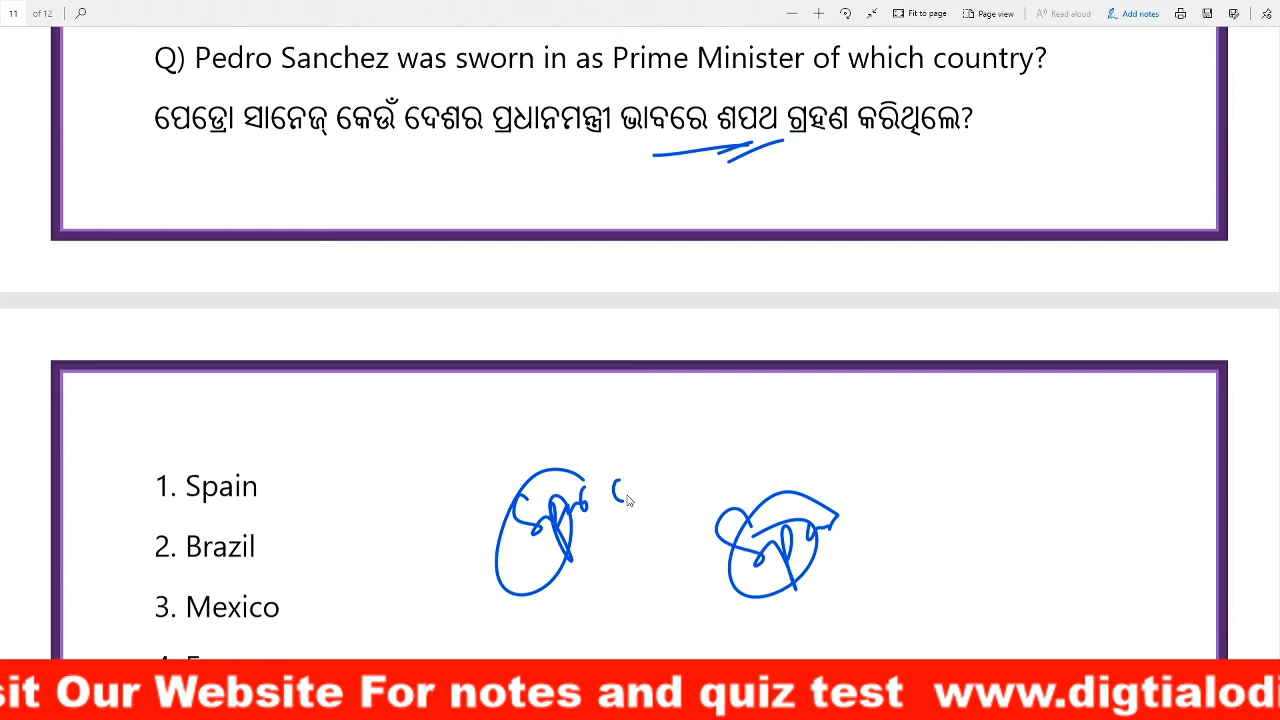 11 of 12 Fit to page Page view Read aloud Add notes
Q) Pedro Sanchez was sworn in as Prime Minister of which country?
ପେଡ୍ରୋ ସାନେଜ୍ କେଉଁ ଦେଶର ପ୍ରଧାନମନ୍ତ୍ରୀ ଭାବରେ ଶପଥ ଗ୍ରହଣ କରିଥିଲେ?
1. Spain
2. Brazil
3. Mexico
sit Our Website For notes and quiz test www.digtialodi